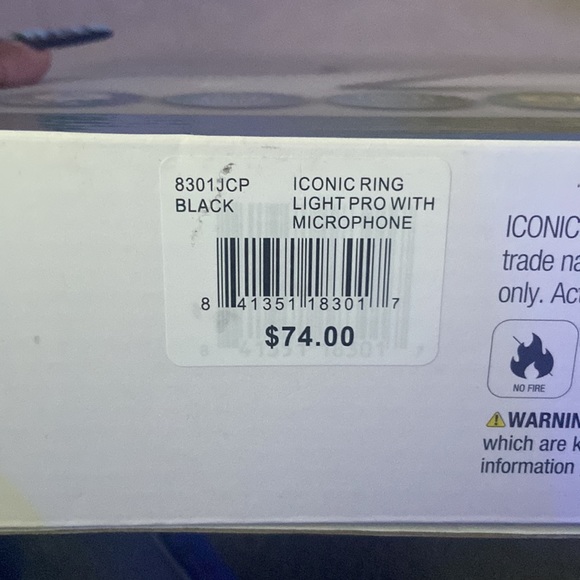 8301JCP ICONIC RING
BLACK LIGHT PRO WITH
MICROPHONE
8 41351 18301 7
$74.00
ICONIC
trade na
only. Ac
NO FIRE
WARNIN
which are k
information